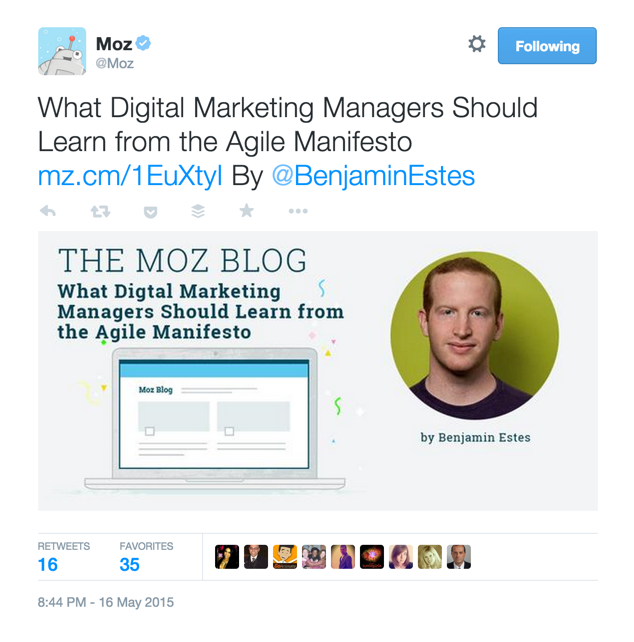 Moz
@Moz
Following
What Digital Marketing Managers Should
Learn from the Agile Manifesto
mz.cm/1EuXtyI By @BenjaminEstes
THE MOZ BLOG
What Digtal Marketing
Managers Should Learn from
the Agile Manifesto
Moz Blog
by Benjamin Estes
RETWEETS
16
FAVORITES
35
8:44 PM - 16 May 2015